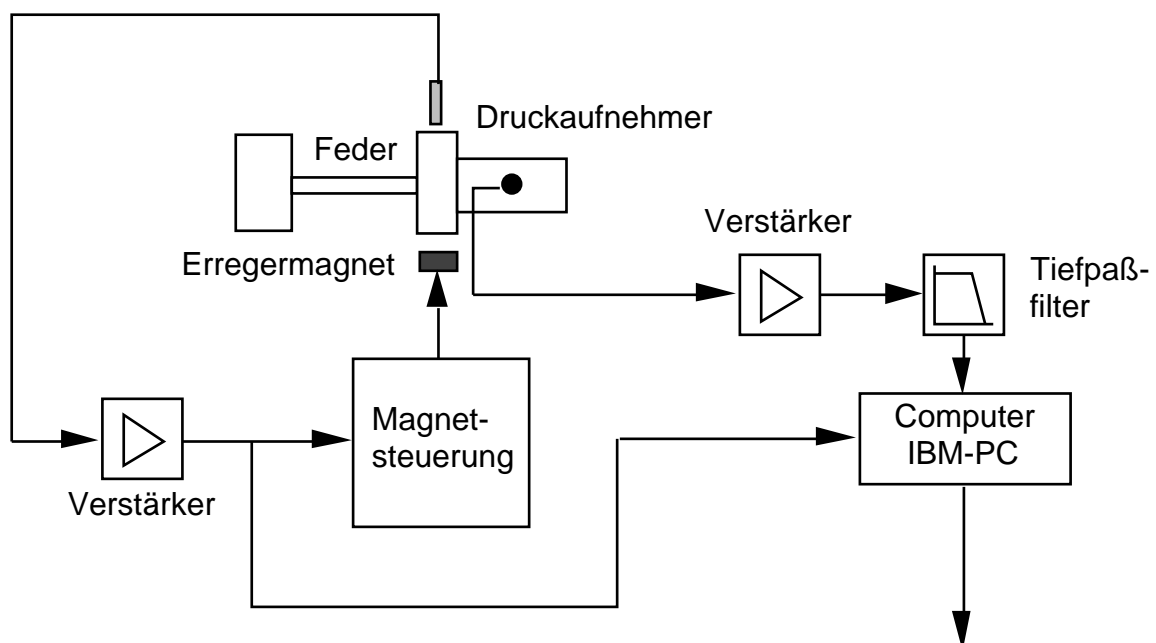 Druckaufnehmer
Feder
Verstärker
Erregermagnet
Tiefpaß-
filter
Magnet-
steuerung
Computer
IBM-PC
Verstärker